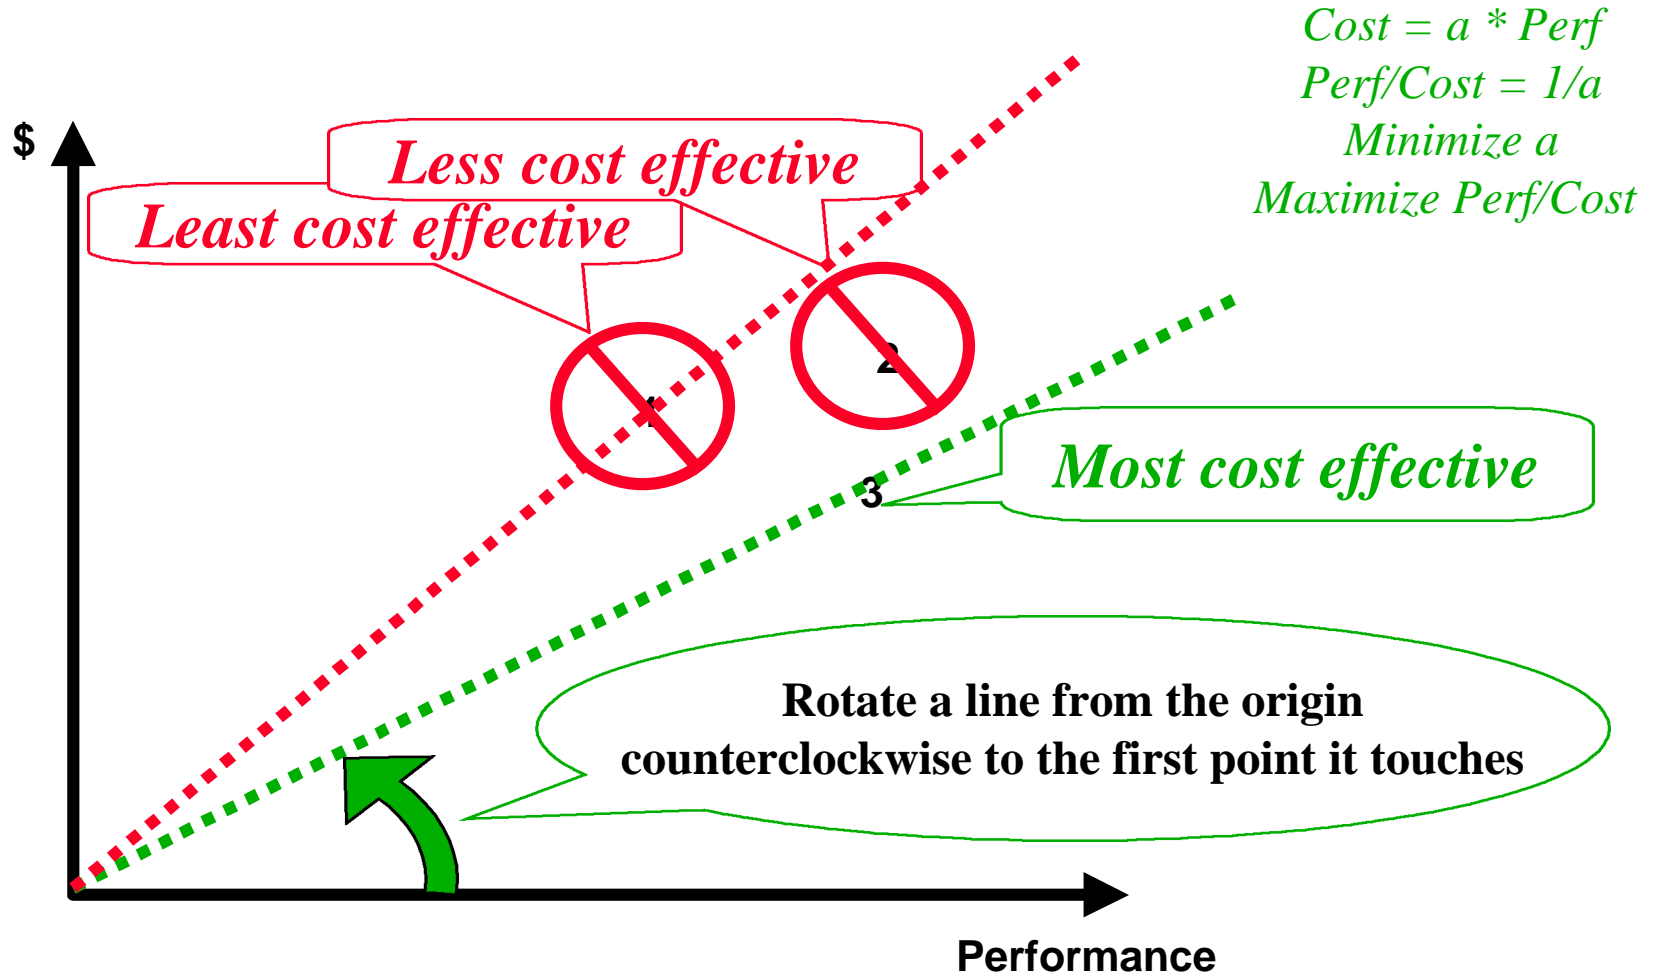 Cost = a * Perf
Perf/Cost = 1/a
Minimize a
Maximize Perf/Cost
$
Less cost effective
Least cost effective
1
2
Most cost effective
3
Rotate a line from the origin
counterclockwise to the first point it touches
Performance